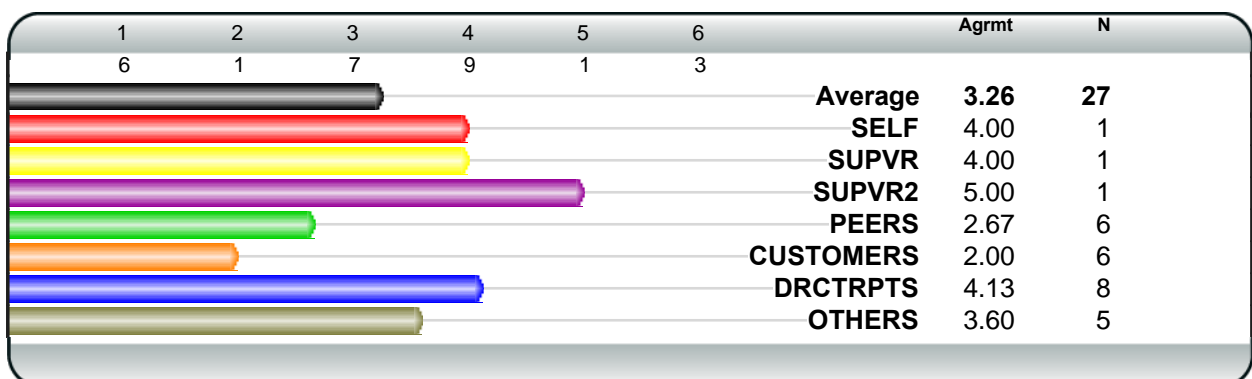 1 2 3 4 5 6 Agrmt N
6 1 7 9 1 3
Average 3.26 27
SELF 4.00 1
SUPVR 4.00 1
SUPVR2 5.00 1
PEERS 2.67 6
CUSTOMERS 2.00 6
DRCTRPTS 4.13 8
OTHERS 3.60 5